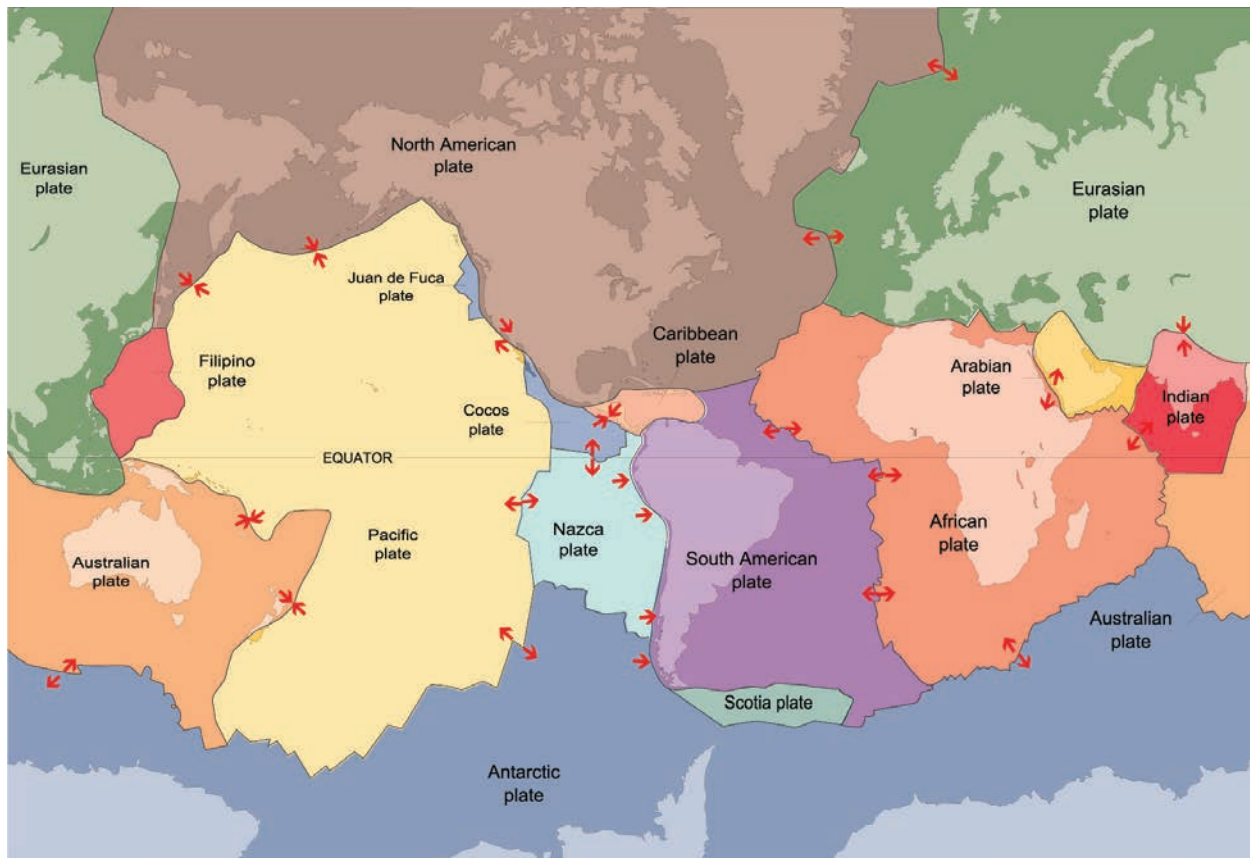 North American
plate
Eurasian
plate
Eurasian
plate
Juan de Fuca
plate
Caribbean
plate
Filipino
plate
Arabian
plate
Indian
plate
Cocos
plate
EQUATOR
Nazca
plate
Pacific
plate
African
plate
Australian
plate
South American
plate
Australian
plate
Scotia plate
Antarctic
plate